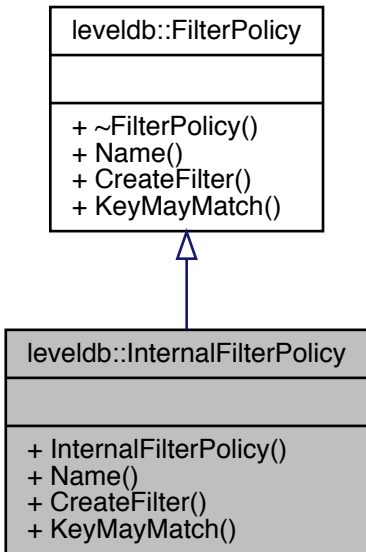 leveldb::FilterPolicy
+ ~FilterPolicy()
+ Name()
+ CreateFilter()
+ KeyMayMatch()
leveldb::InternalFilterPolicy
+ InternalFilterPolicy()
+ Name()
+ CreateFilter()
+ KeyMayMatch()